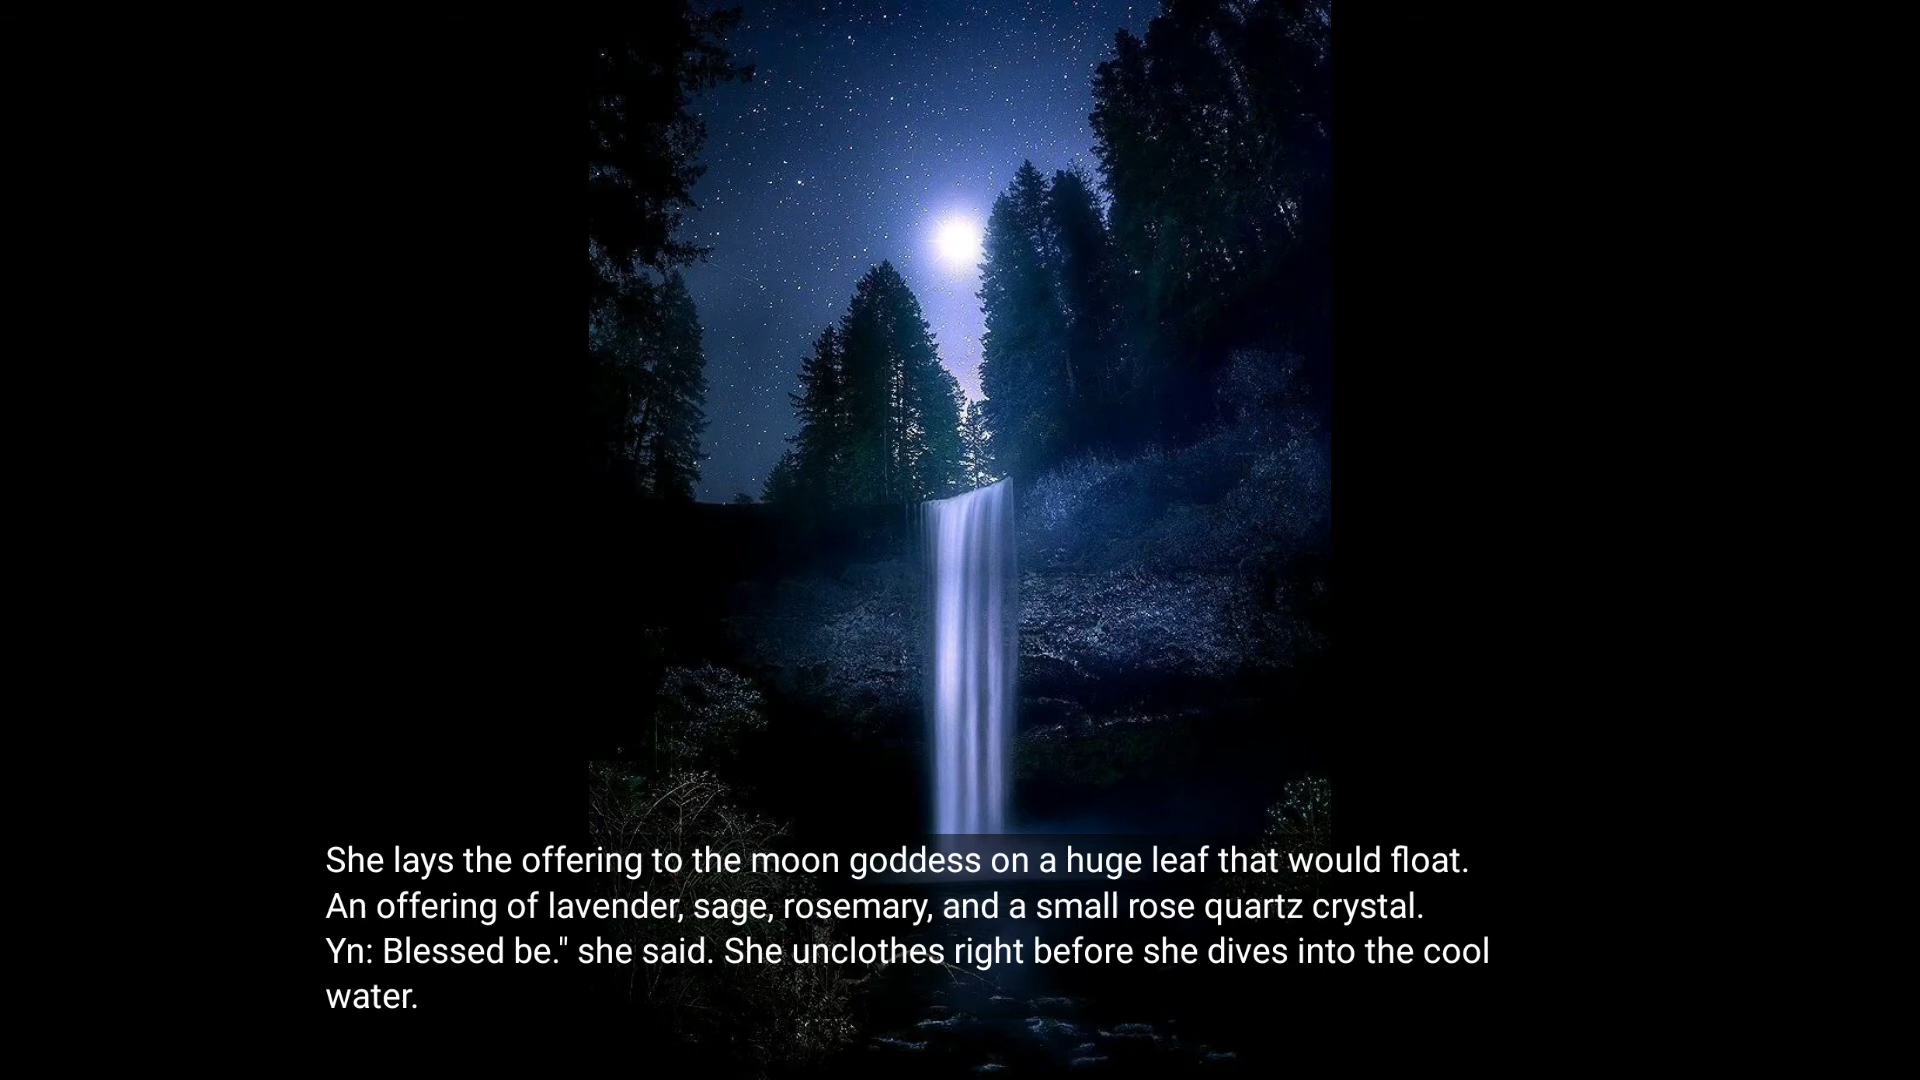 She lays the offering to the moon goddess on a huge leaf that would float.
An offering of lavender, sage, rosemary, and a small rose quartz crystal.
Yn: Blessed be." she said. She unclothes right before she dives into the cool
water.